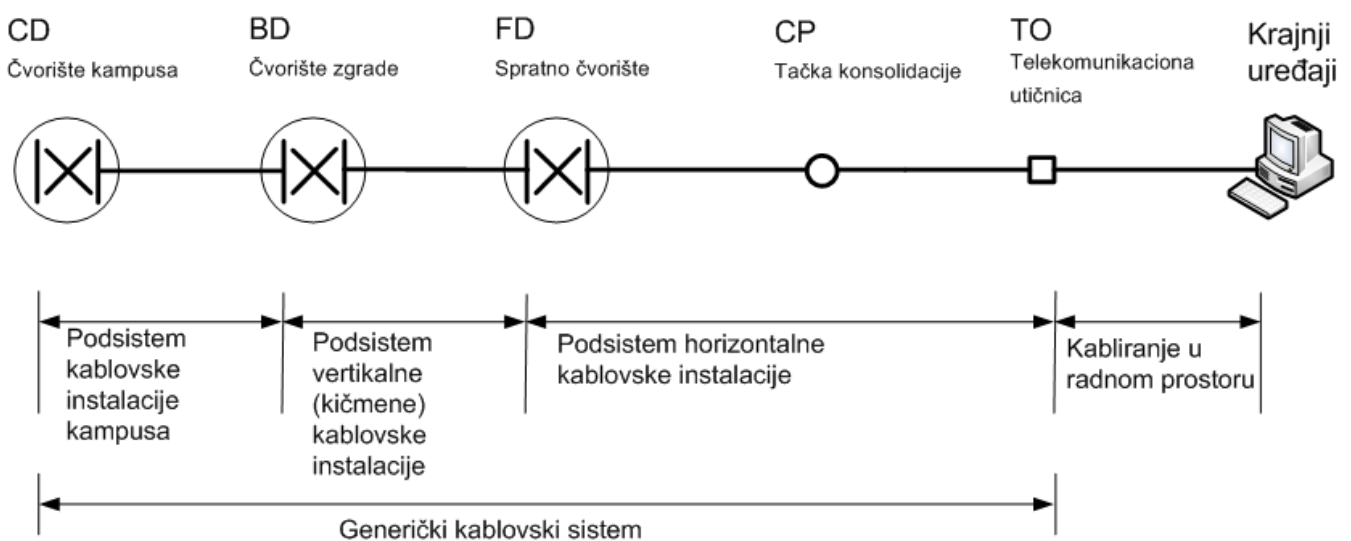 CD
Čvorište kampusa
BD
Čvorište zgrade
FD
Spratno čvorište
CP
Tačka konsolidacije
TO
Telekomunikaciona
utičnica
Krajnji
uređaji
Podsistem
kablovske
instalacije
kampusa
Podsistem
vertikalne
(kičmene)
kablovske
instalacije
Podsistem horizontalne
kablovske instalacije
Kabliranje u
radnom prostoru
Generički kablovski sistem